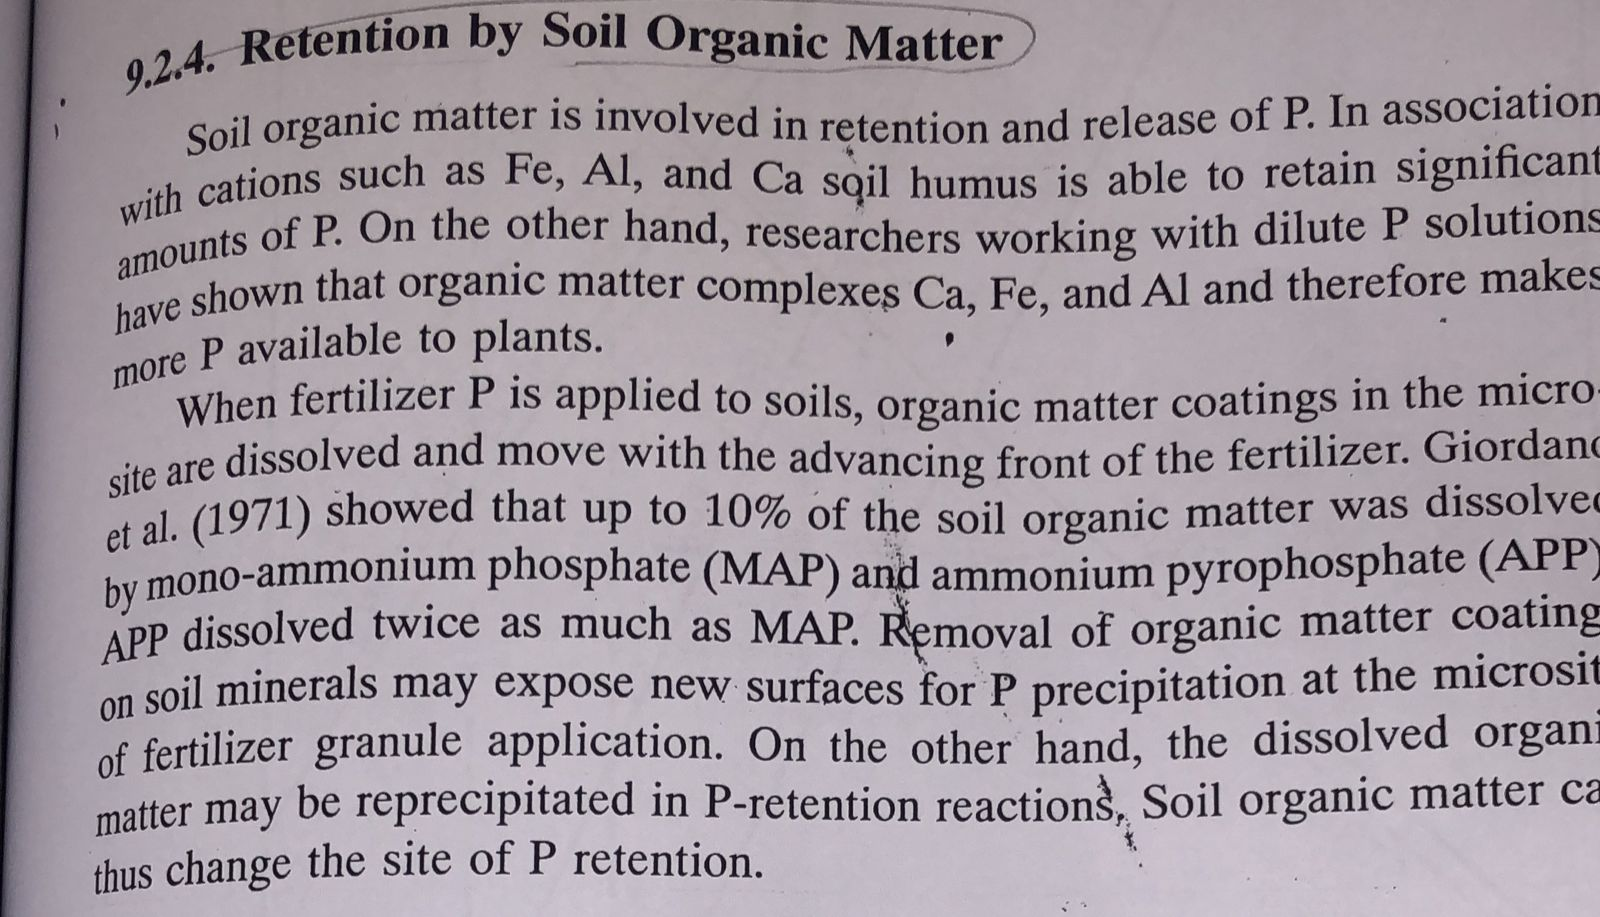 9.2.4. Retention by Soil Organic Matter
Soil organic matter is involved in retention and release of P. In association
with cations such as Fe, Al, and Ca soil humus is able to retain significant
amounts of P. On the other hand, researchers working with dilute P solutions
have shown that organic matter complexes Ca, Fe, and Al and therefore makes
more P available to plants.
When fertilizer P is applied to soils, organic matter coatings in the micro-
site are dissolved and move with the advancing front of the fertilizer. Giordano
et al. (1971) showed that up to 10% of the soil organic matter was dissolved
by mono-ammonium phosphate (MAP) and ammonium pyrophosphate (APP)
APP dissolved twice as much as MAP. Removal of organic matter coating
on soil minerals may expose new surfaces for P precipitation at the microsit
of fertilizer granule application. On the other hand, the dissolved organi
matter may be reprecipitated in P-retention reactions. Soil organic matter ca
thus change the site of P retention.